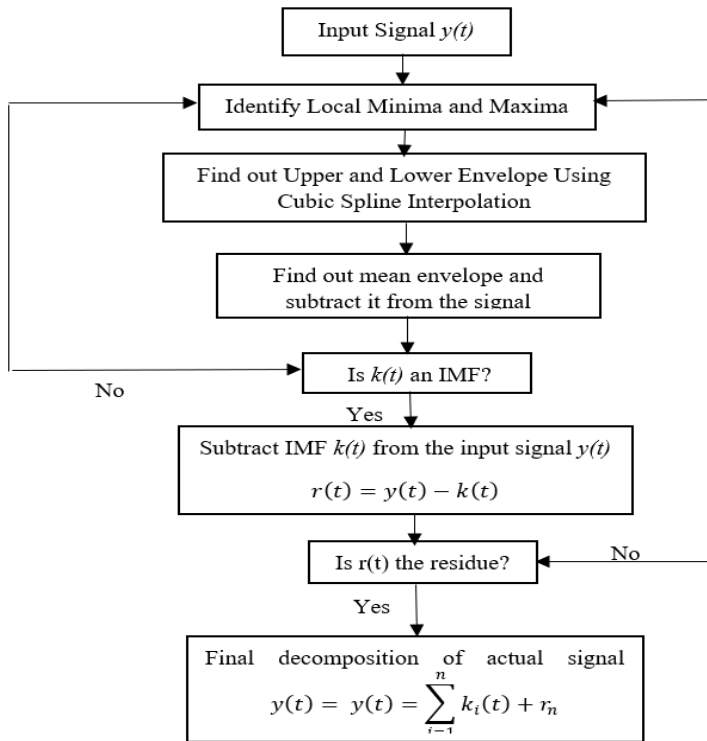 Input Signal y(t)
Identify Local Minima and Maxima
Find out Upper and Lower Envelope Using
Cubic Spline Interpolation
Find out mean envelope and
subtract it from the signal
Is k(t) an IMF?
No
Yes
Subtract IMF k(t) from the input signal y(t)
r(t) = y(t) − k(t)
Is r(t) the residue?
No
Yes
Final decomposition of actual signal
n
y(t) = y(t) = ∑ kᵢ(t) + rₙ
i−1